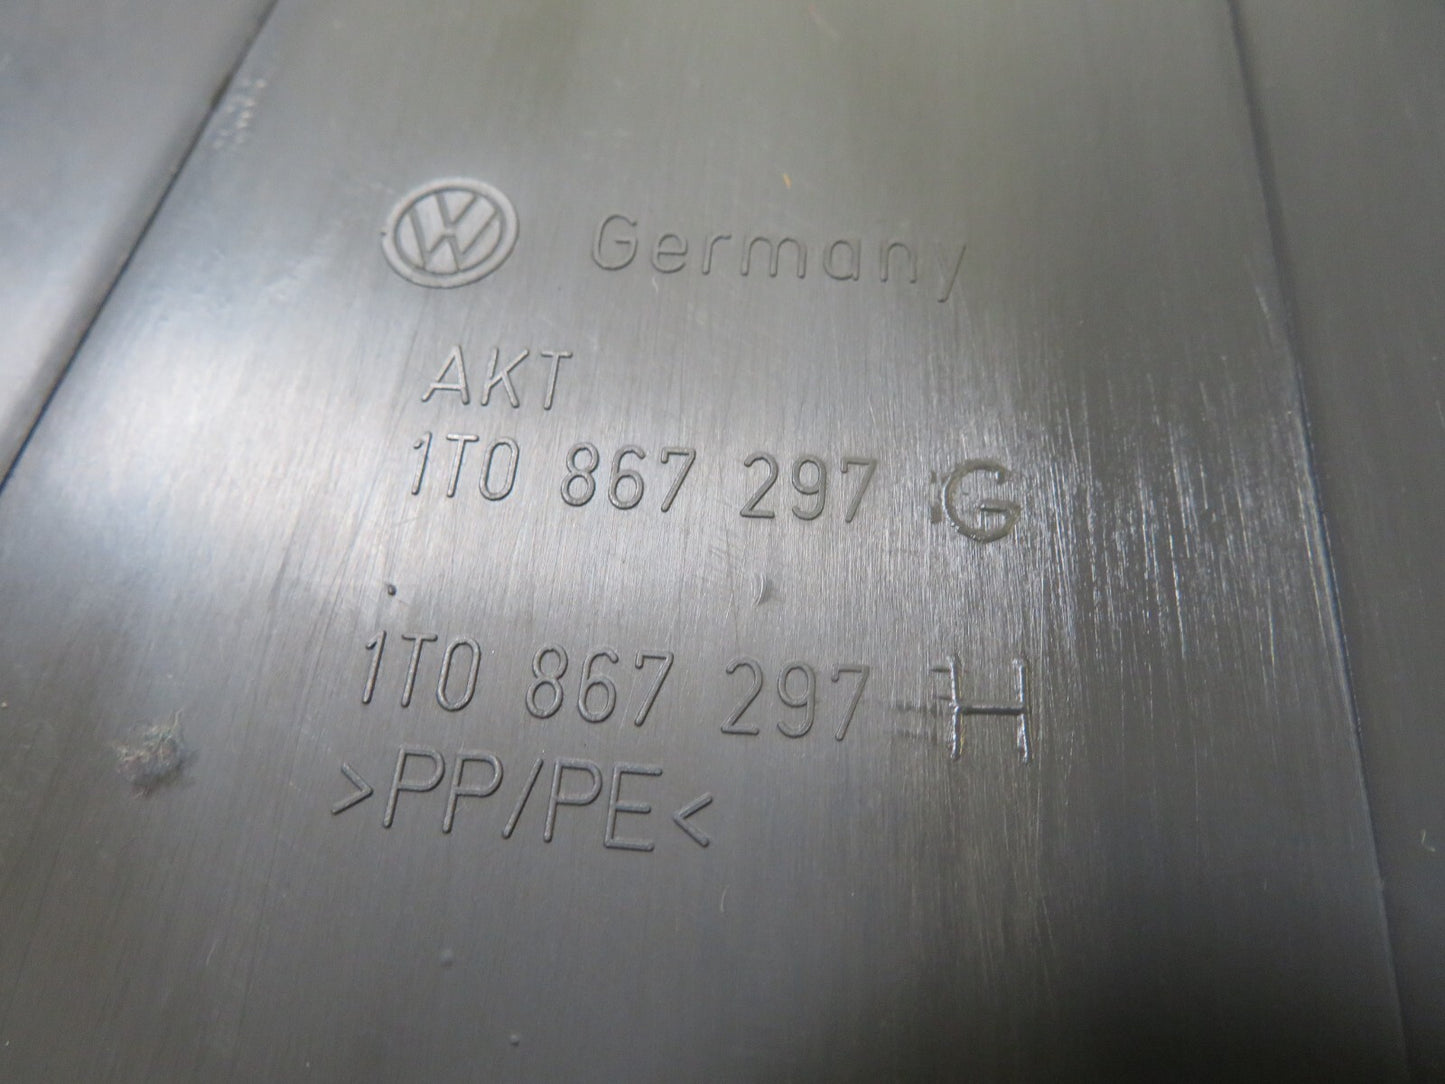 Germany
AKT
1T0 867 297 G
1T0 867 297 H
>PP/PE<